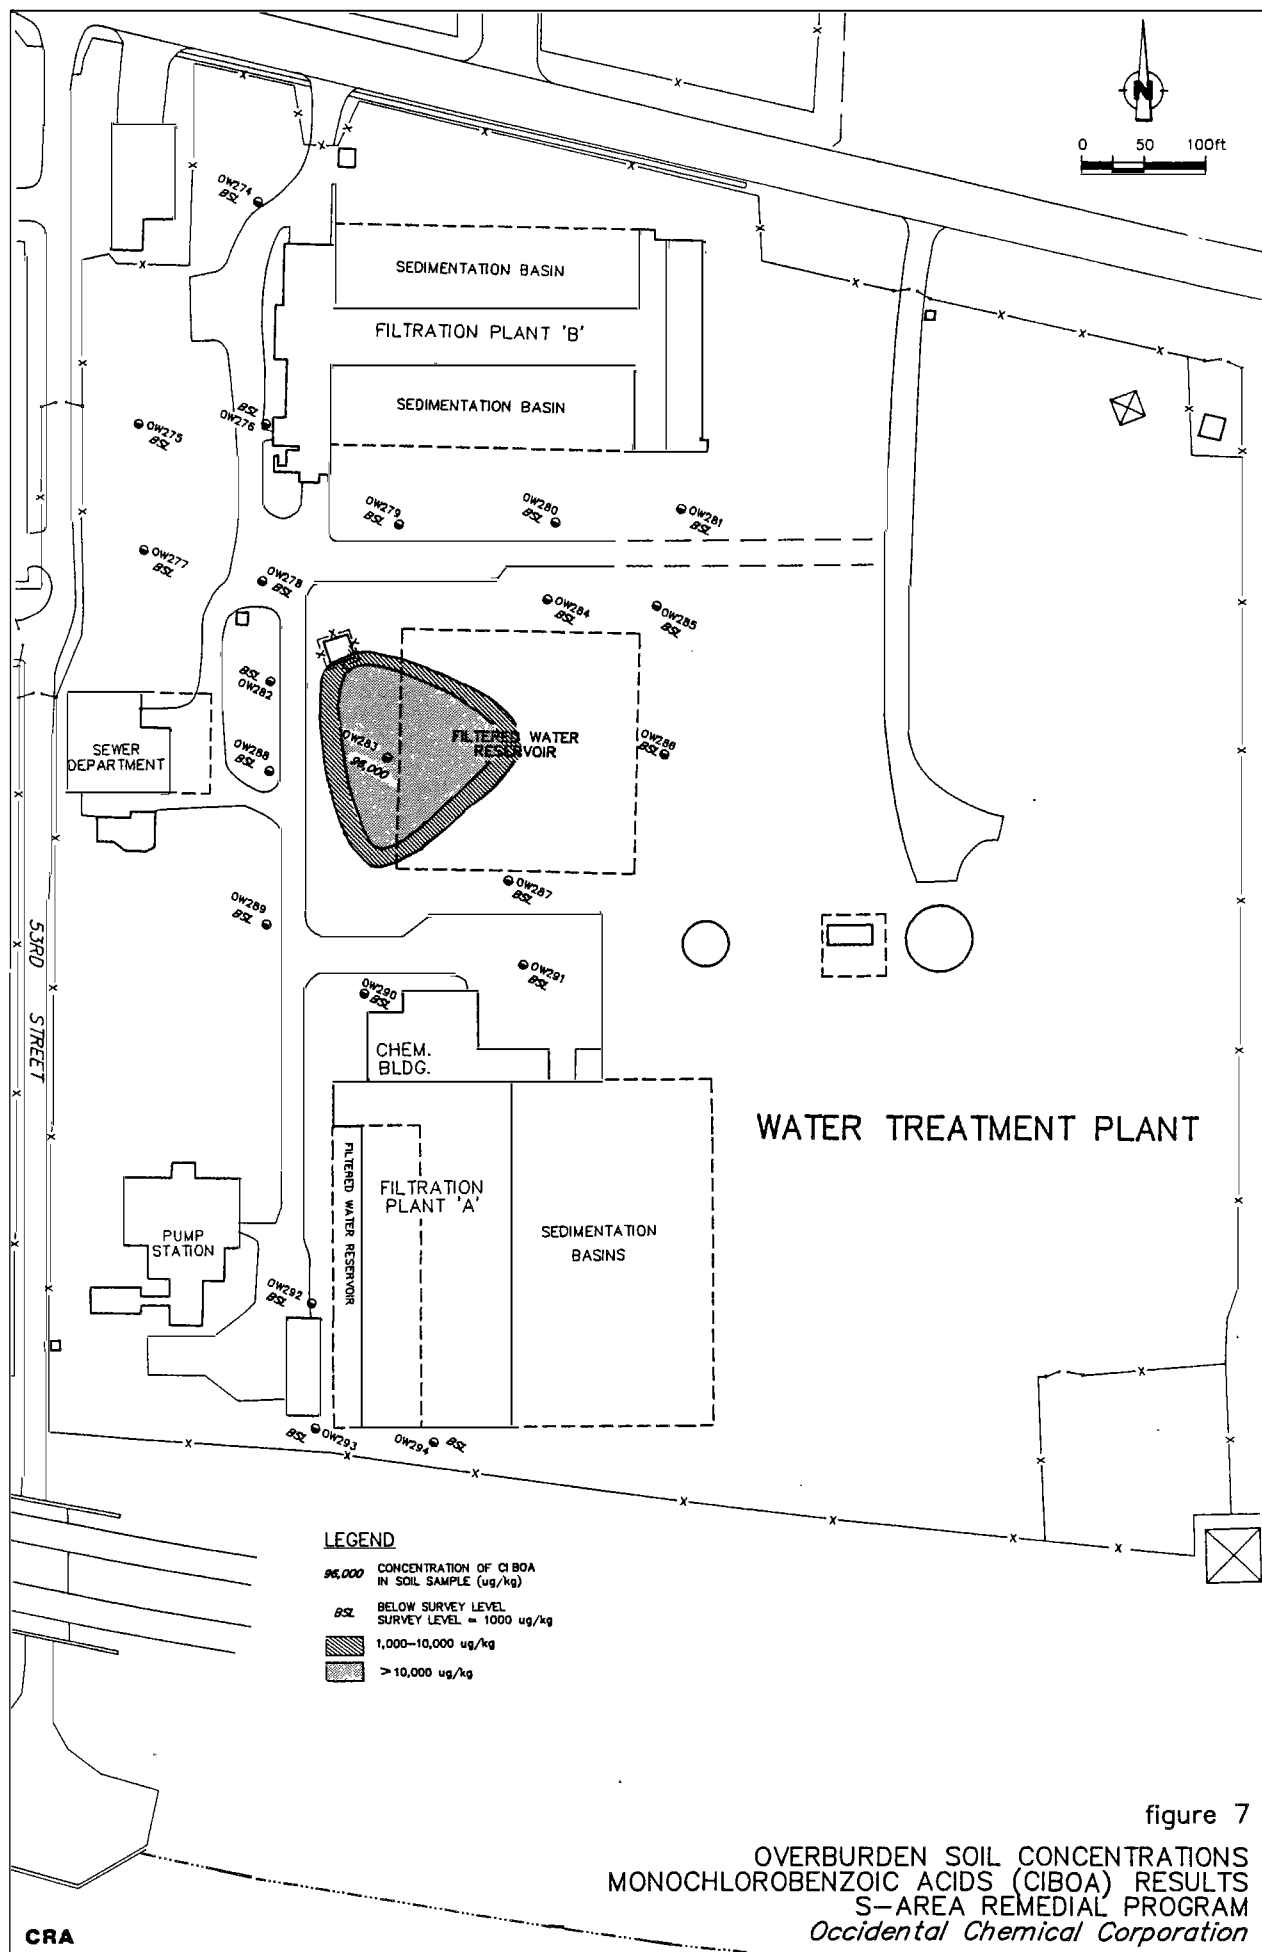 N
0 50 100ft
OW274
BSL
SEDIMENTATION BASIN
FILTRATION PLANT 'B'
SEDIMENTATION BASIN
BSL
OW276
OW275
BSL
OW279
BSL
OW280
BSL
OW281
BSL
OW277
BSL
OW278
BSL
OW284
BSL
OW285
BSL
BSL
OW282
OW283
96,000
FILTERED WATER
RESERVOIR
OW286
BSL
SEWER
DEPARTMENT
OW288
BSL
OW287
BSL
OW289
BSL
53RD STREET
OW291
BSL
OW290
BSL
CHEM.
BLDG.
WATER TREATMENT PLANT
FILTERED WATER RESERVOIR
FILTRATION
PLANT 'A'
SEDIMENTATION
BASINS
PUMP
STATION
OW292
BSL
BSL
OW293
OW294
BSL
LEGEND
96,000 CONCENTRATION OF ClBOA
IN SOIL SAMPLE (ug/kg)
BSL BELOW SURVEY LEVEL
SURVEY LEVEL = 1000 ug/kg
1,000-10,000 ug/kg
>10,000 ug/kg
figure 7
OVERBURDEN SOIL CONCENTRATIONS
MONOCHLOROBENZOIC ACIDS (ClBOA) RESULTS
S-AREA REMEDIAL PROGRAM
Occidental Chemical Corporation
CRA